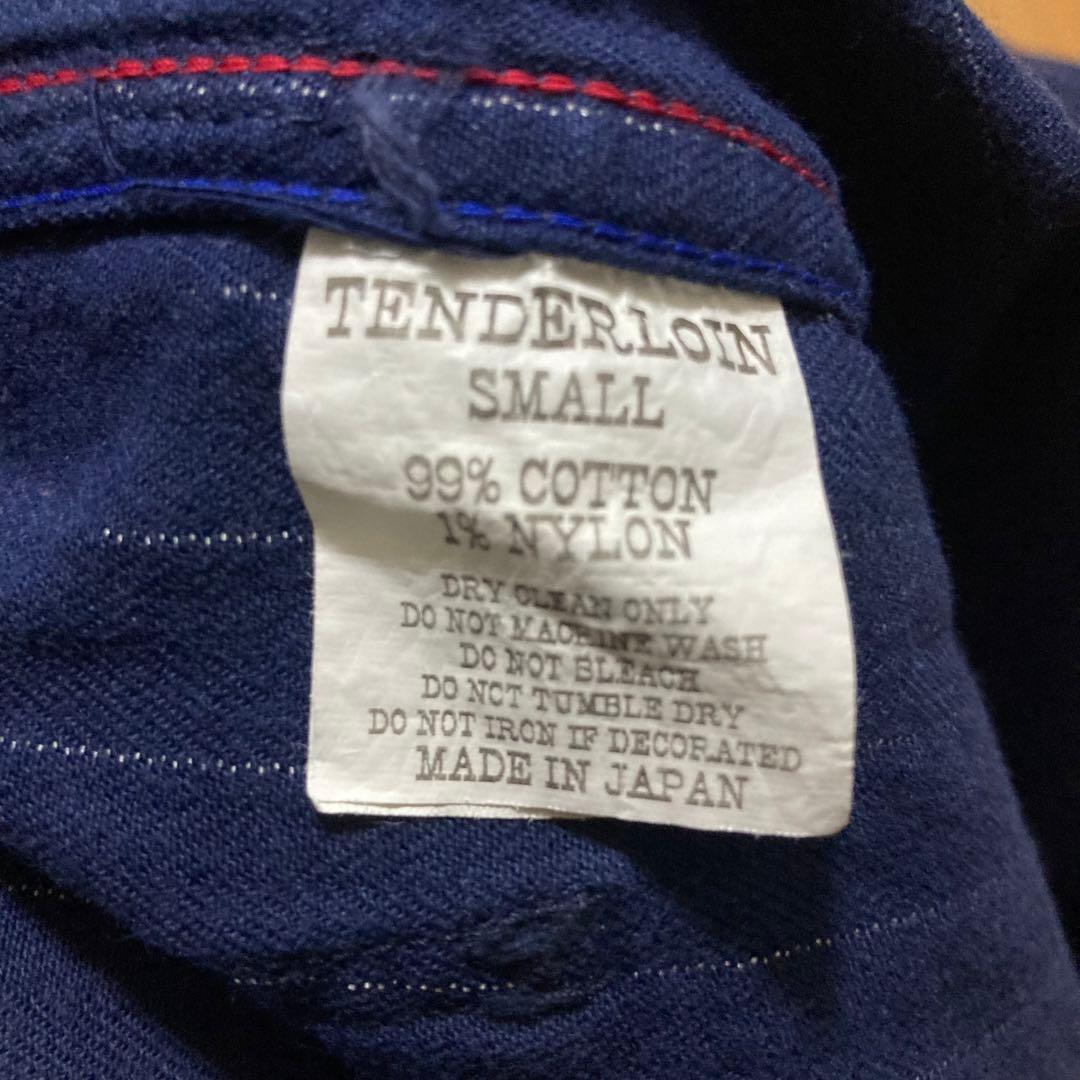 TENDERLOIN
SMALL
99% COTTON
1% NYLON
DRY CLEAN ONLY
DO NOT MACHINE WASH
DO NOT BLEACH
DO NOT TUMBLE DRY
DO NOT IRON IF DECORATED
MADE IN JAPAN